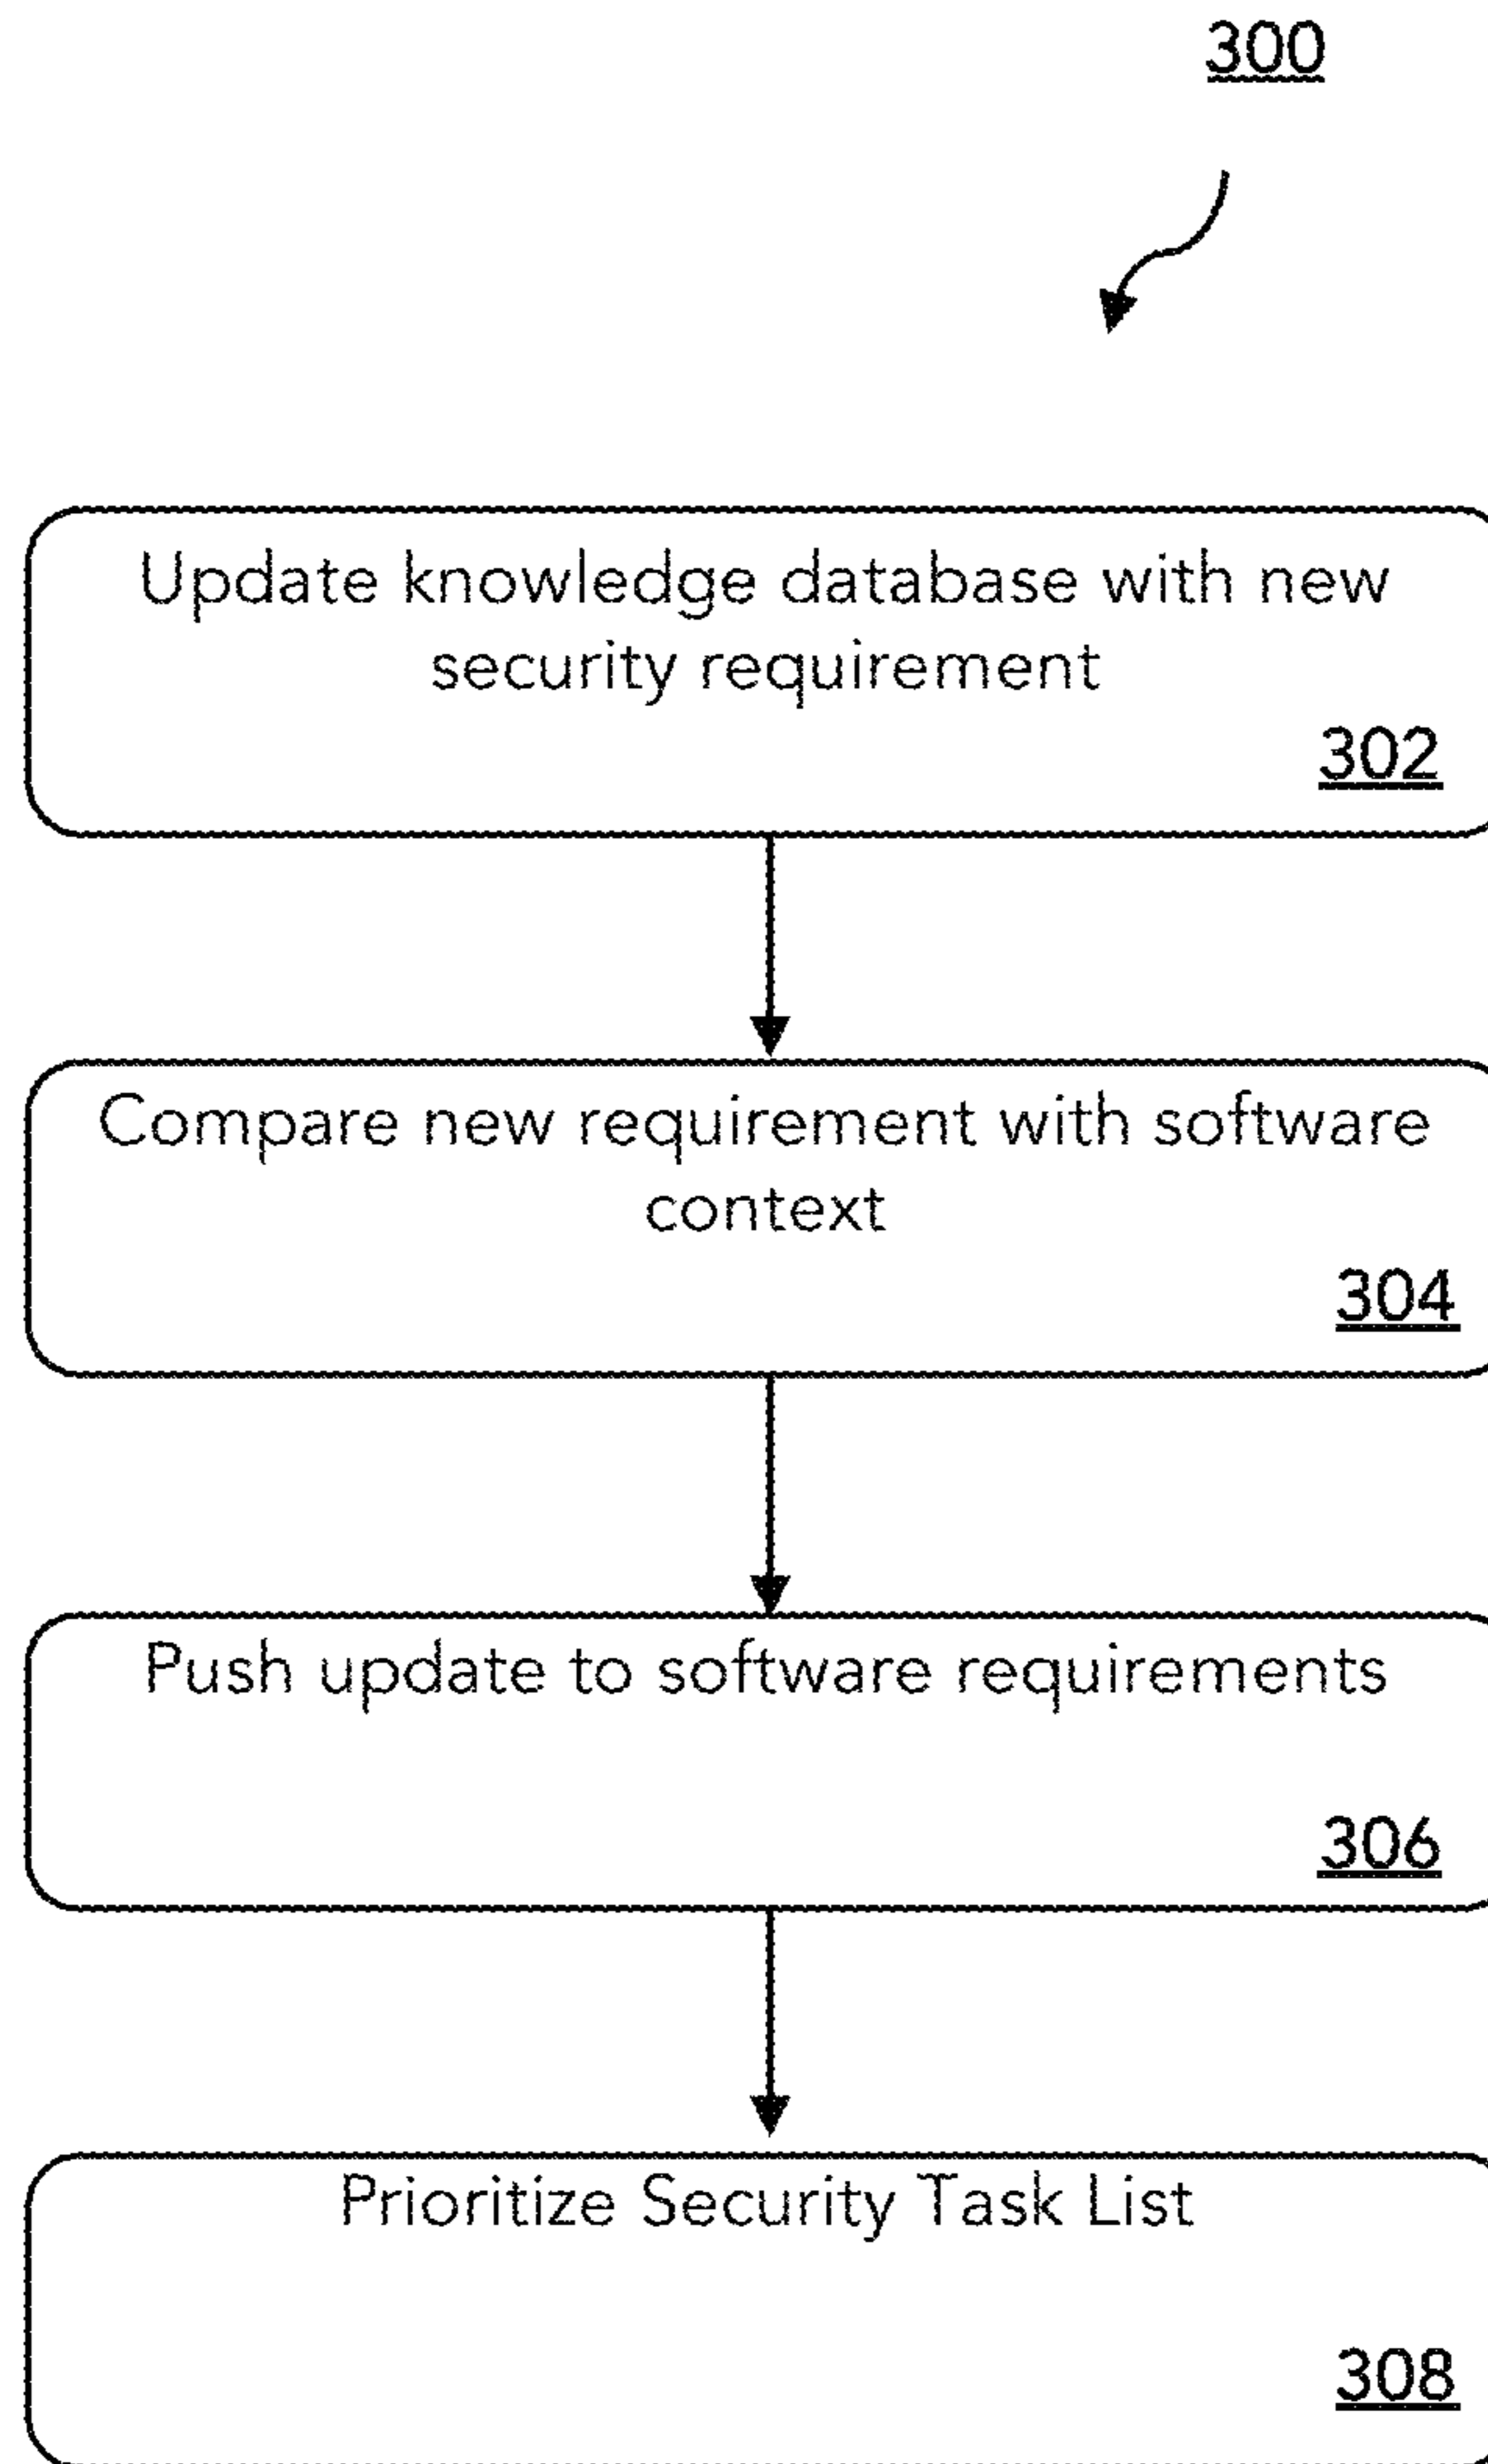 300
Update knowledge database with new
security requirement
302
Compare new requirement with software
context
304
Push update to software requirements
306
Prioritize Security Task List
308